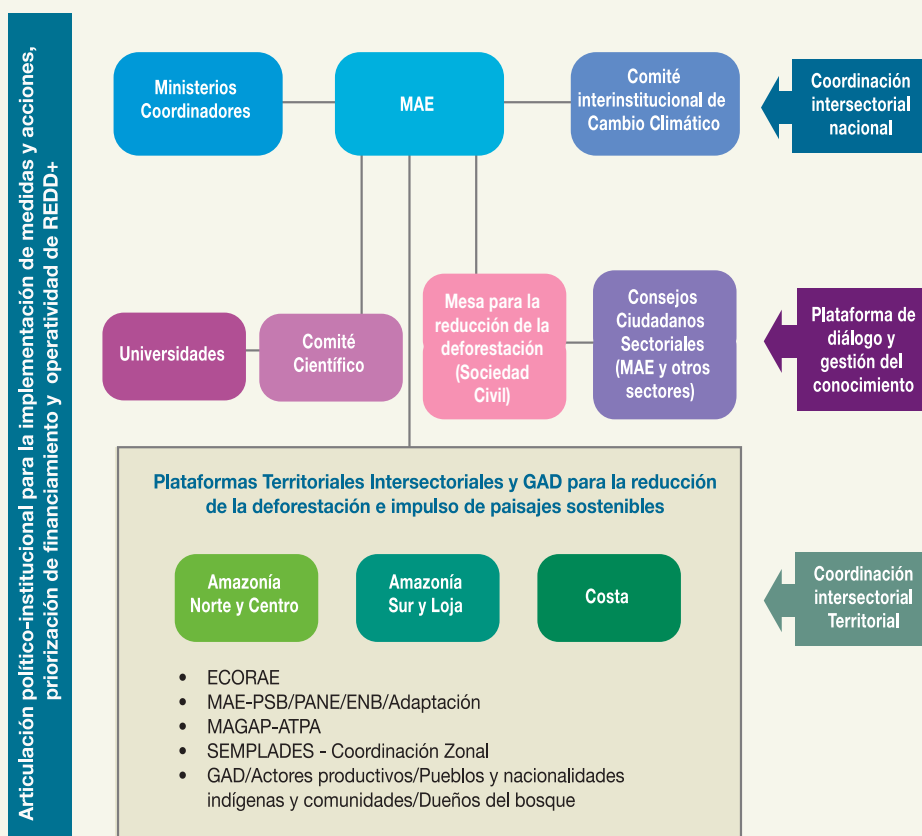 Articulación político-institucional para la implementación de medidas y acciones,
priorización de financiamiento y operatividad de REDD+
Ministerios
Coordinadores
MAE
Comité
interinstitucional de
Cambio Climático
Coordinación
intersectorial
nacional
Universidades
Comité
Científico
Mesa para la
reducción de la
deforestación
(Sociedad
Civil)
Consejos
Ciudadanos
Sectoriales
(MAE y otros
sectores)
Plataforma de
diálogo y
gestión del
conocimiento
Plataformas Territoriales Intersectoriales y GAD para la reducción
de la deforestación e impulso de paisajes sostenibles
Amazonía
Norte y Centro
Amazonía
Sur y Loja
Costa
Coordinación
intersectorial
Territorial
• ECORAE
• MAE-PSB/PANE/ENB/Adaptación
• MAGAP-ATPA
• SEMPLADES - Coordinación Zonal
• GAD/Actores productivos/Pueblos y nacionalidades
indígenas y comunidades/Dueños del bosque